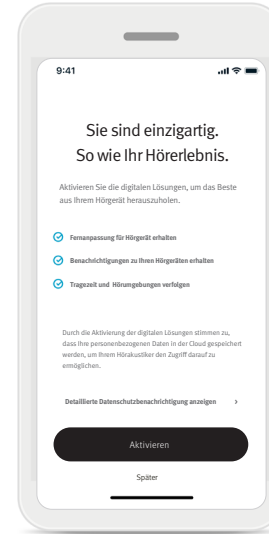 9:41
Sie sind einzigartig.
So wie Ihr Hörerlebnis.
Aktivieren Sie die digitalen Lösungen, um das Beste
aus Ihrem Hörgerät herauszuholen.
Fernanpassung für Hörgerät erhalten
Benachrichtigungen zu Ihren Hörgeräten erhalten
Tragezeit und Hörumgebungen verfolgen
Durch die Aktivierung der digitalen Lösungen stimmen zu,
dass Ihre personenbezogenen Daten in der Cloud gespeichert
werden, um Ihrem Hörakustiker den Zugriff darauf zu
ermöglichen.
Detaillierte Datenschutzbenachrichtigung anzeigen
Aktivieren
Später